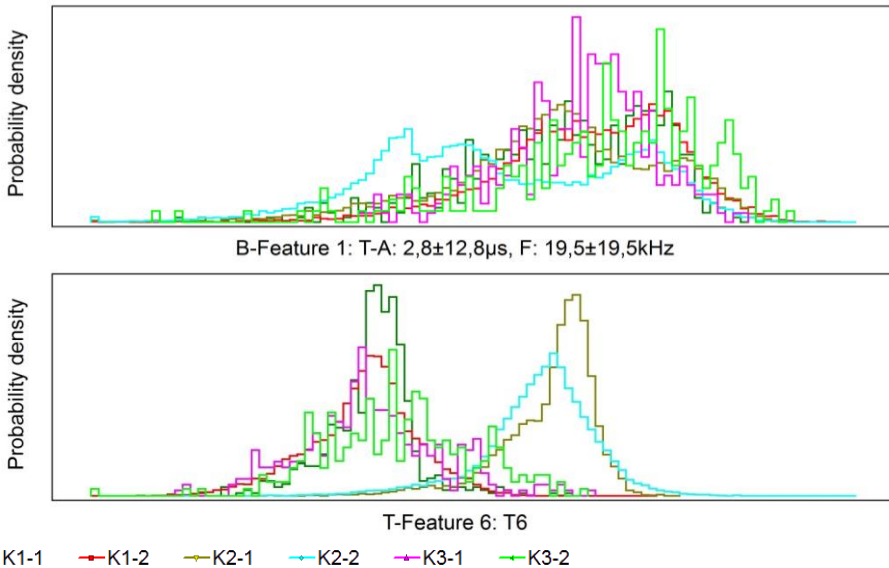 Probability density
B-Feature 1: T-A: 2,8±12,8µs, F: 19,5±19,5kHz
Probability density
T-Feature 6: T6
K1-1 K1-2 K2-1 K2-2 K3-1 K3-2